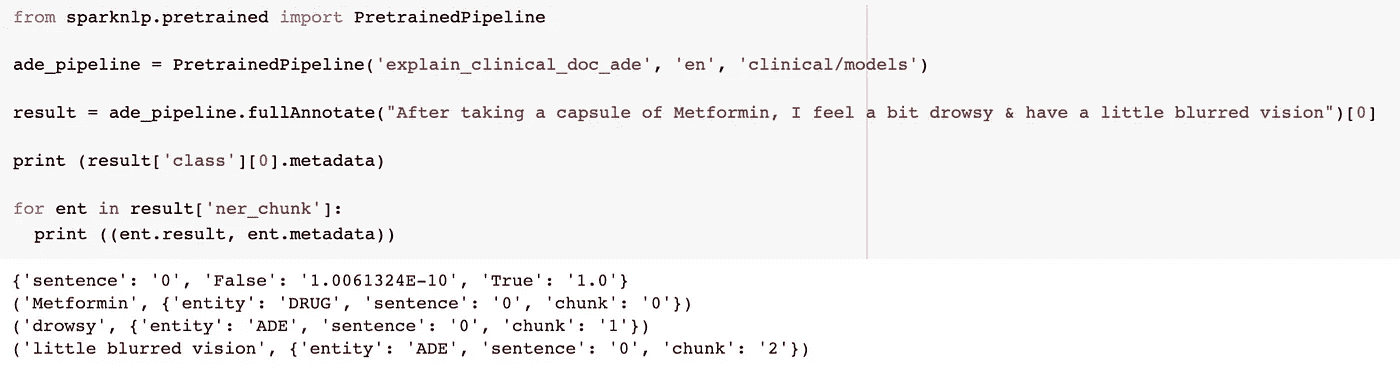 from sparknlp.pretrained import PretrainedPipeline
ade_pipeline = PretrainedPipeline('explain_clinical_doc_ade', 'en', 'clinical/models')
result = ade_pipeline.fullAnnotate("After taking a capsule of Metformin, I feel a bit drowsy & have a little blurred vision")[0]
print (result['class'][0].metadata)
for ent in result['ner_chunk']:
  print ((ent.result, ent.metadata))
{'sentence': '0', 'False': '1.0061324E-10', 'True': '1.0'}
('Metformin', {'entity': 'DRUG', 'sentence': '0', 'chunk': '0'})
('drowsy', {'entity': 'ADE', 'sentence': '0', 'chunk': '1'})
('little blurred vision', {'entity': 'ADE', 'sentence': '0', 'chunk': '2'})